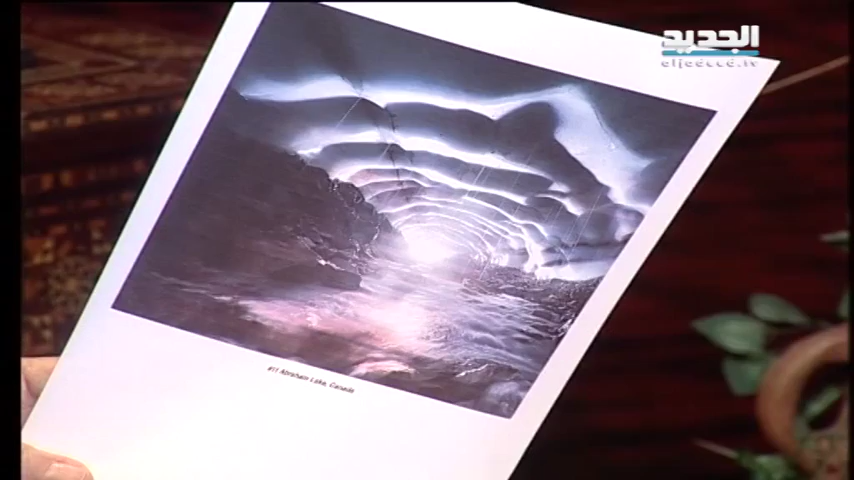 الجديد
aljadeed.tv
#11 Abraham Lake, Canada